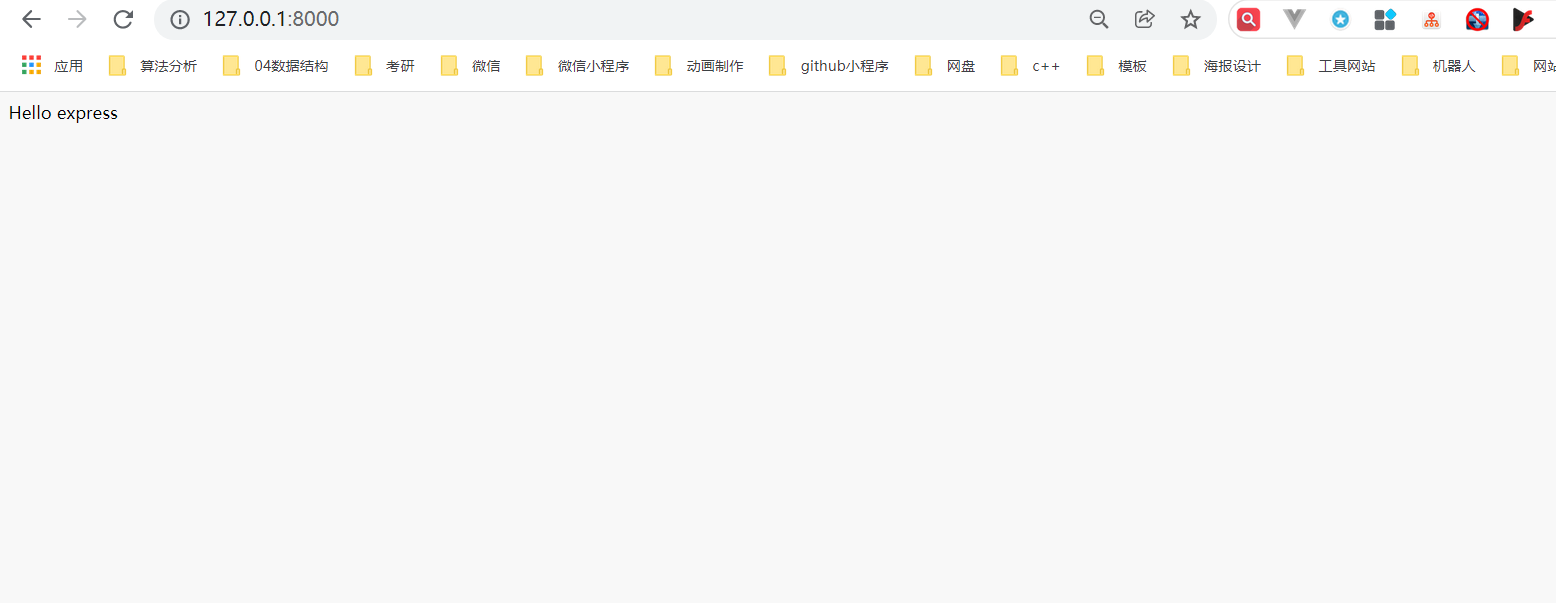 127.0.0.1:8000
应用 算法分析 04数据结构 考研 微信 微信小程序 动画制作 github小程序 网盘 c++ 模板 海报设计 工具网站 机器人 网站
Hello express